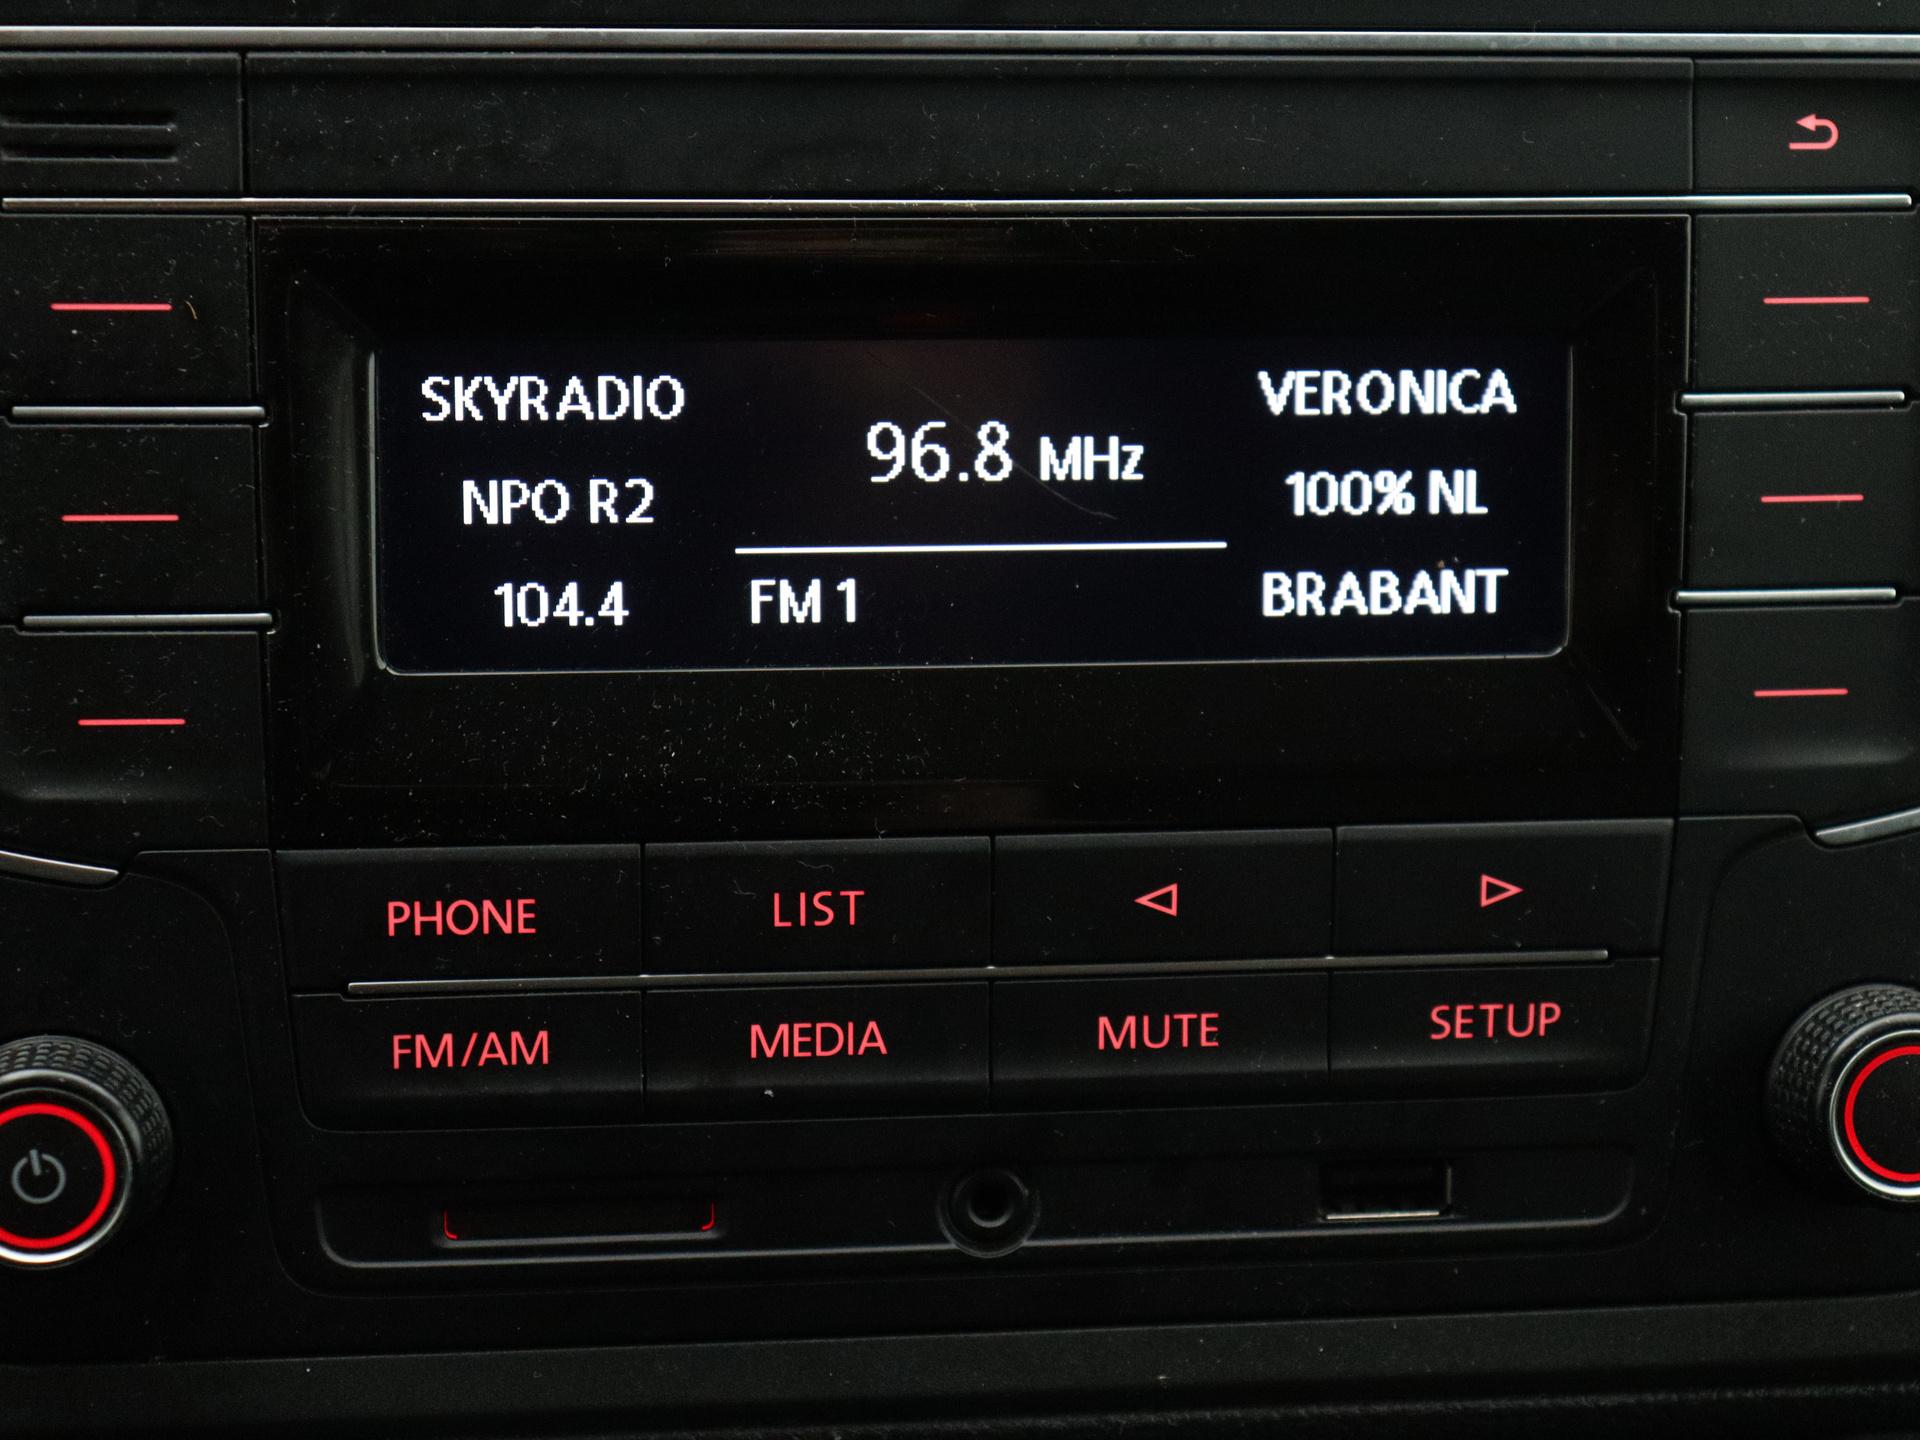 SKYRADIO
96.8 MHz
VERONICA
NPO R2
100% NL
104.4
FM 1
BRABANT
PHONE
LIST
FM/AM
MEDIA
MUTE
SETUP